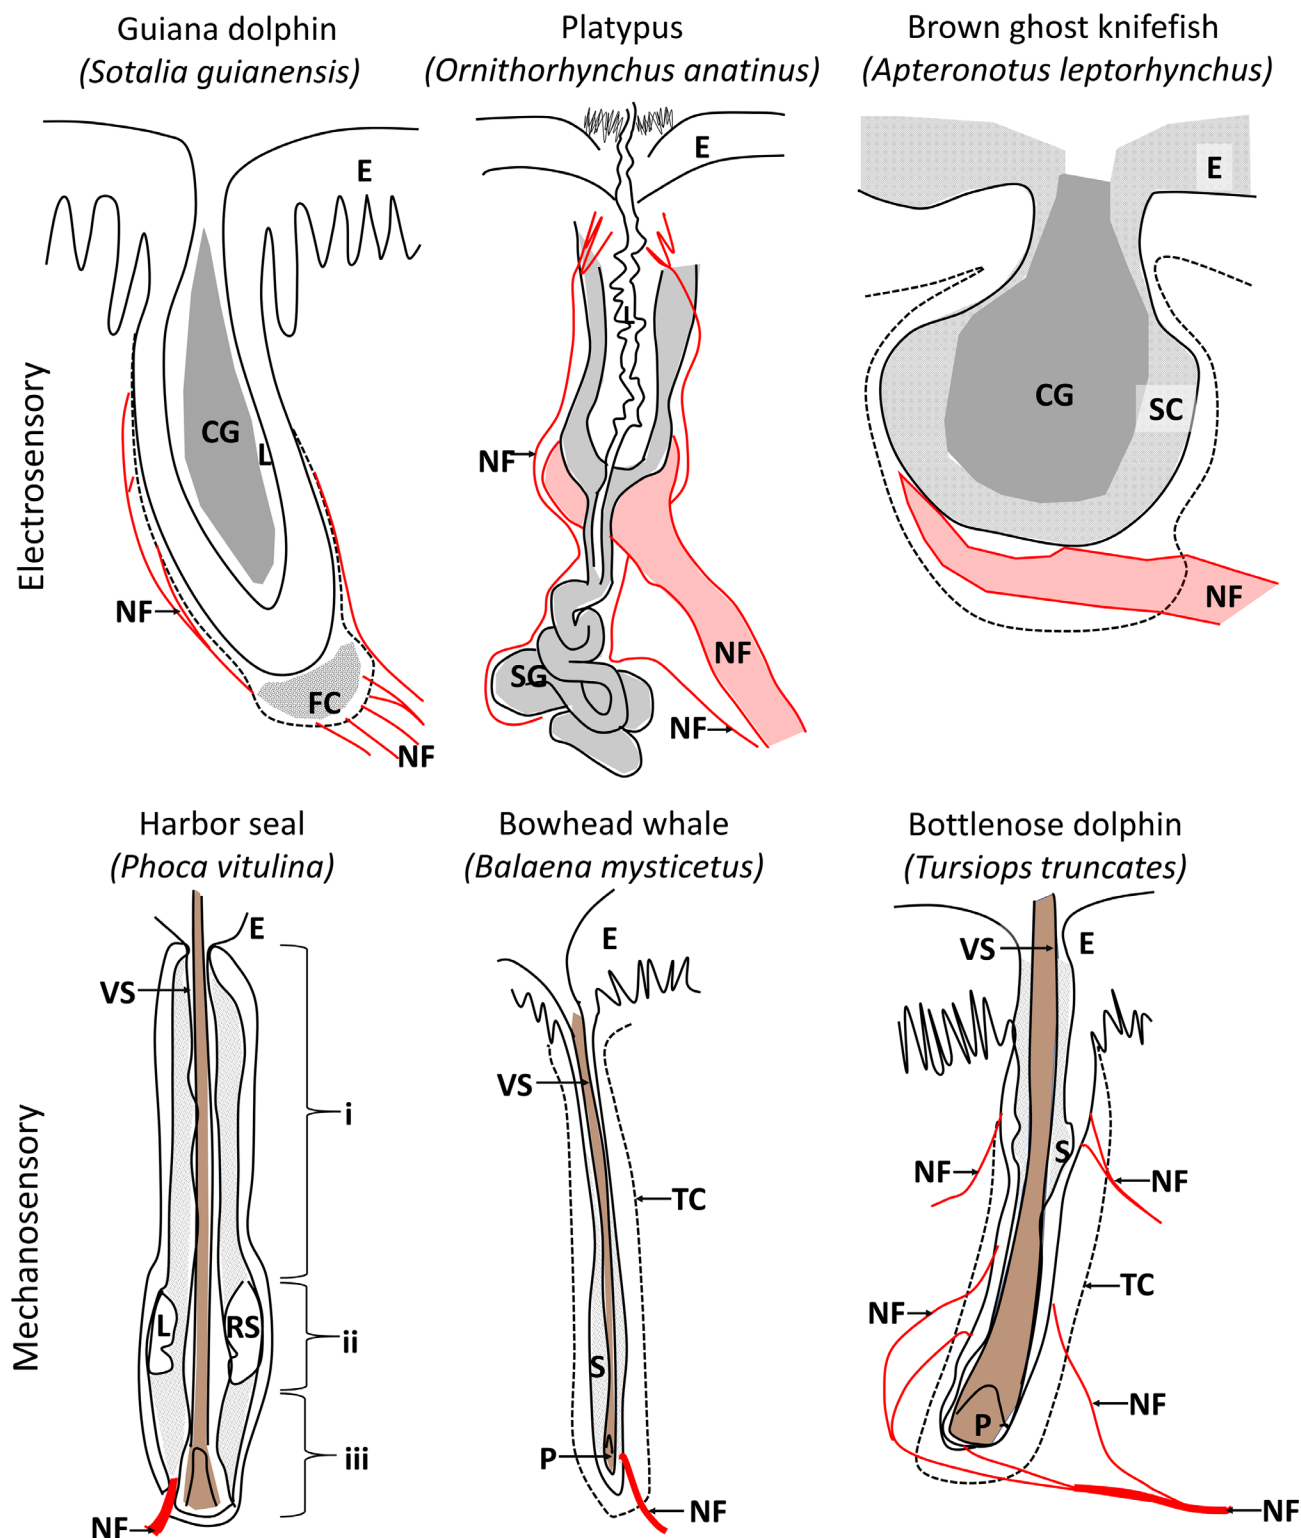 Guiana dolphin
(Sotalia guianensis)
Platypus
(Ornithorhynchus anatinus)
Brown ghost knifefish
(Apteronotus leptorhynchus)
Electrosensory
E
CG
L
NF
FC
NF
E
L
NF
SG
NF
NF
E
CG
SC
NF
Harbor seal
(Phoca vitulina)
Bowhead whale
(Balaena mysticetus)
Bottlenose dolphin
(Tursiops truncates)
Mechanosensory
E
VS
i
L
RS
ii
iii
NF
E
VS
TC
S
P
NF
VS
E
S
NF
NF
TC
NF
NF
P
NF